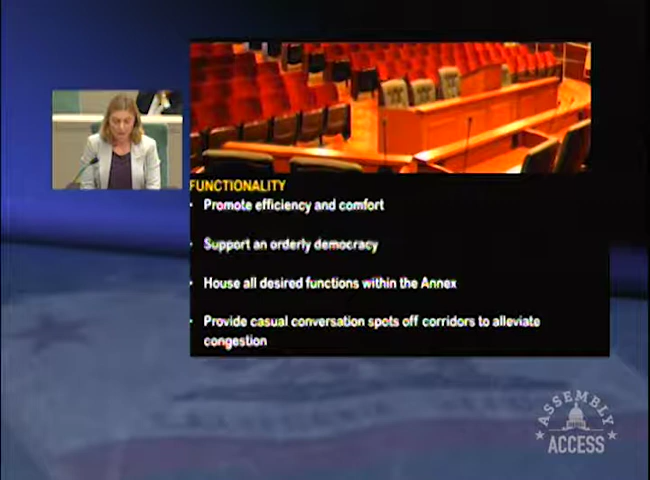 FUNCTIONALITY
• Promote efficiency and comfort
• Support an orderly democracy
• House all desired functions within the Annex
• Provide casual conversation spots off corridors to alleviate
congestion
ASSEMBLY
ACCESS